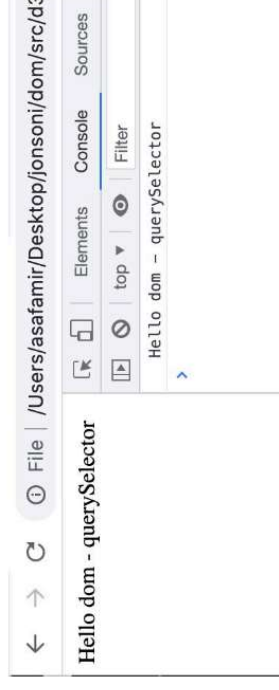 File | /Users/asafamir/Desktop/jonsoni/dom/src/d3
Hello dom - querySelector
Elements Console Sources
top ▾ Filter
Hello dom – querySelector